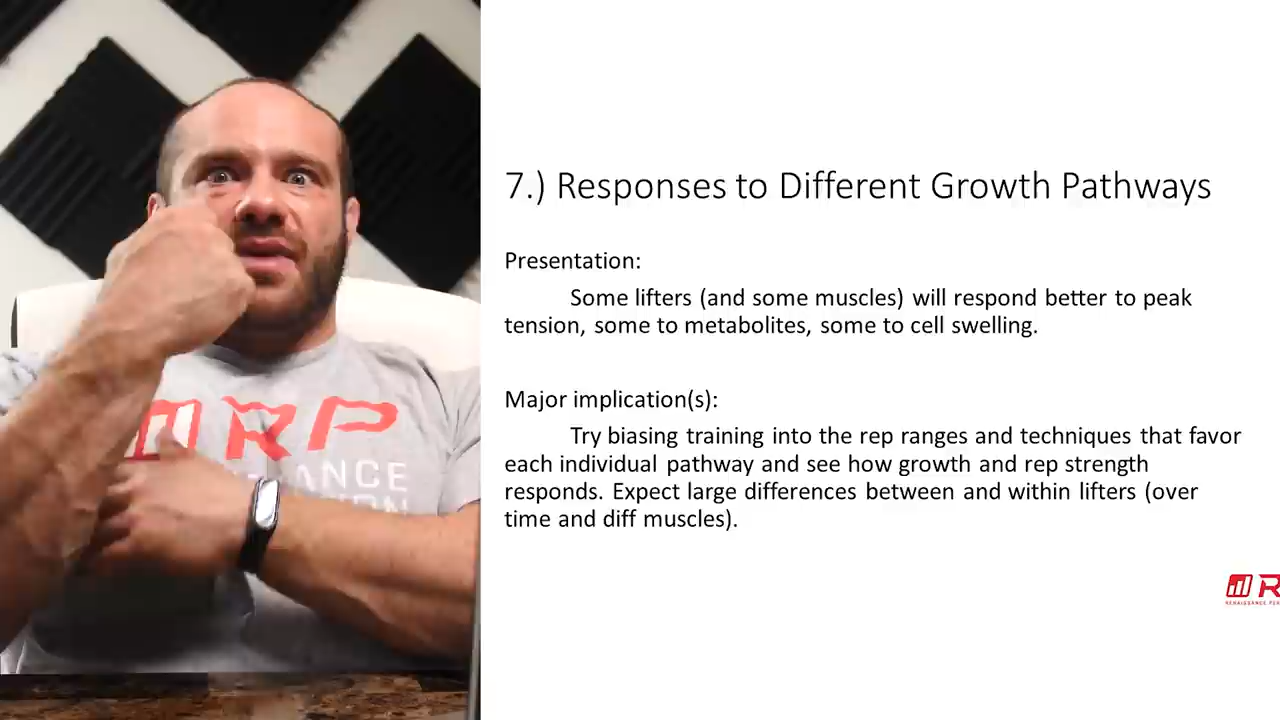 7.) Responses to Different Growth Pathways
Presentation:
Some lifters (and some muscles) will respond better to peak
tension, some to metabolites, some to cell swelling.
Major implication(s):
Try biasing training into the rep ranges and techniques that favor
each individual pathway and see how growth and rep strength
responds. Expect large differences between and within lifters (over
time and diff muscles).
RP